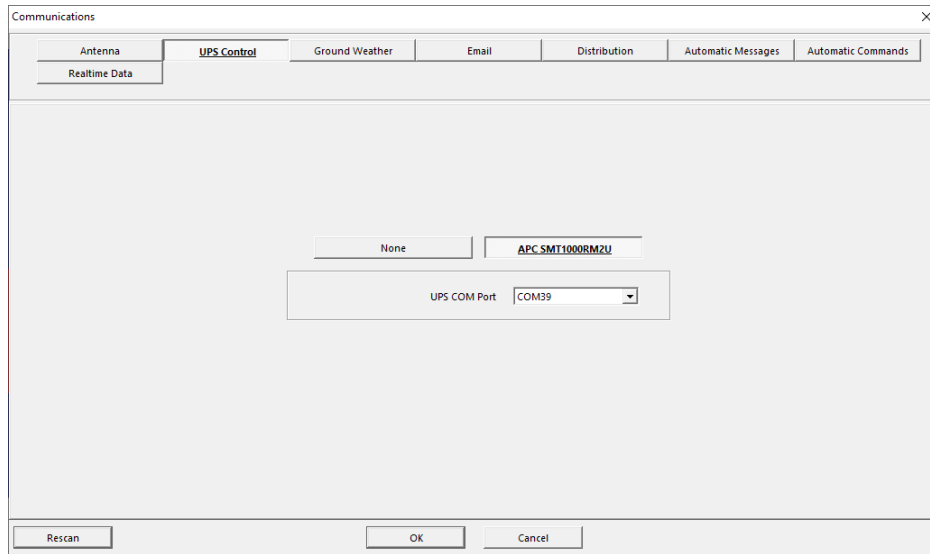 Communications
Antenna UPS Control Ground Weather Email Distribution Automatic Messages Automatic Commands
Realtime Data
None APC SMT1000RM2U
UPS COM Port COM39
Rescan OK Cancel